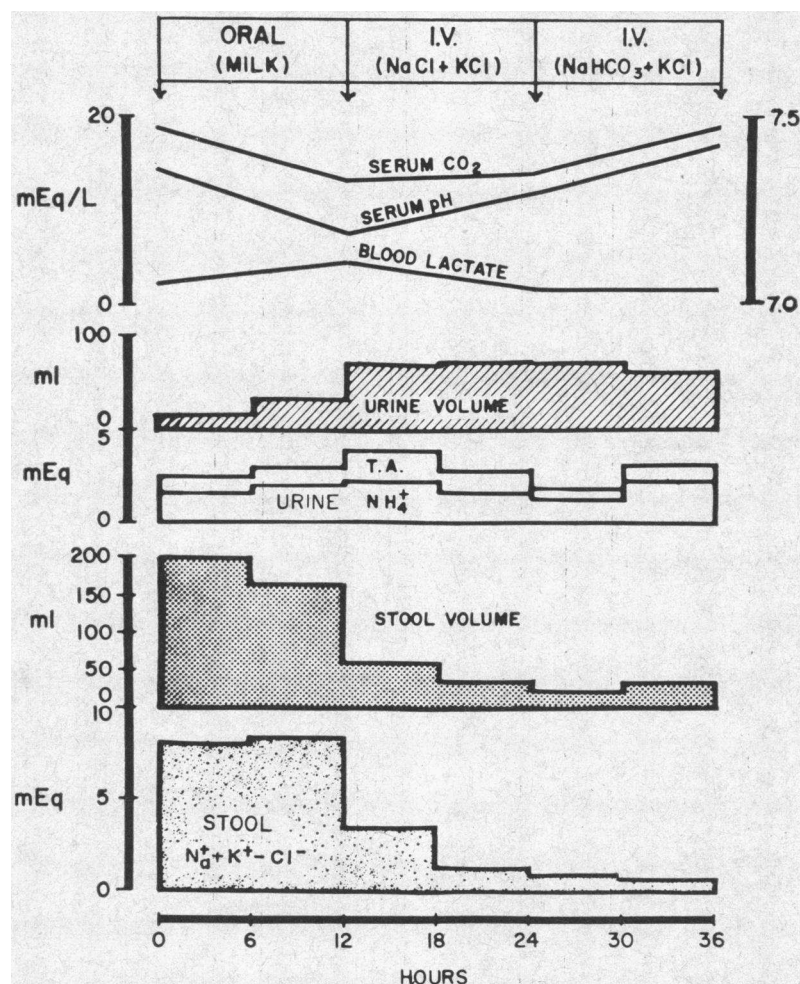 ORAL
(MILK)
I.V.
(NaCl + KCl)
I.V.
(NaHCO3 + KCl)
20
mEq/L
0
7.5
7.0
SERUM CO2
SERUM pH
BLOOD LACTATE
100
ml
0
URINE VOLUME
5
mEq
0
T.A.
URINE NH4+
200
150
ml
100
50
0
STOOL VOLUME
10
mEq
5
0
STOOL
Na+ + K+ - Cl-
0 6 12 18 24 30 36
HOURS